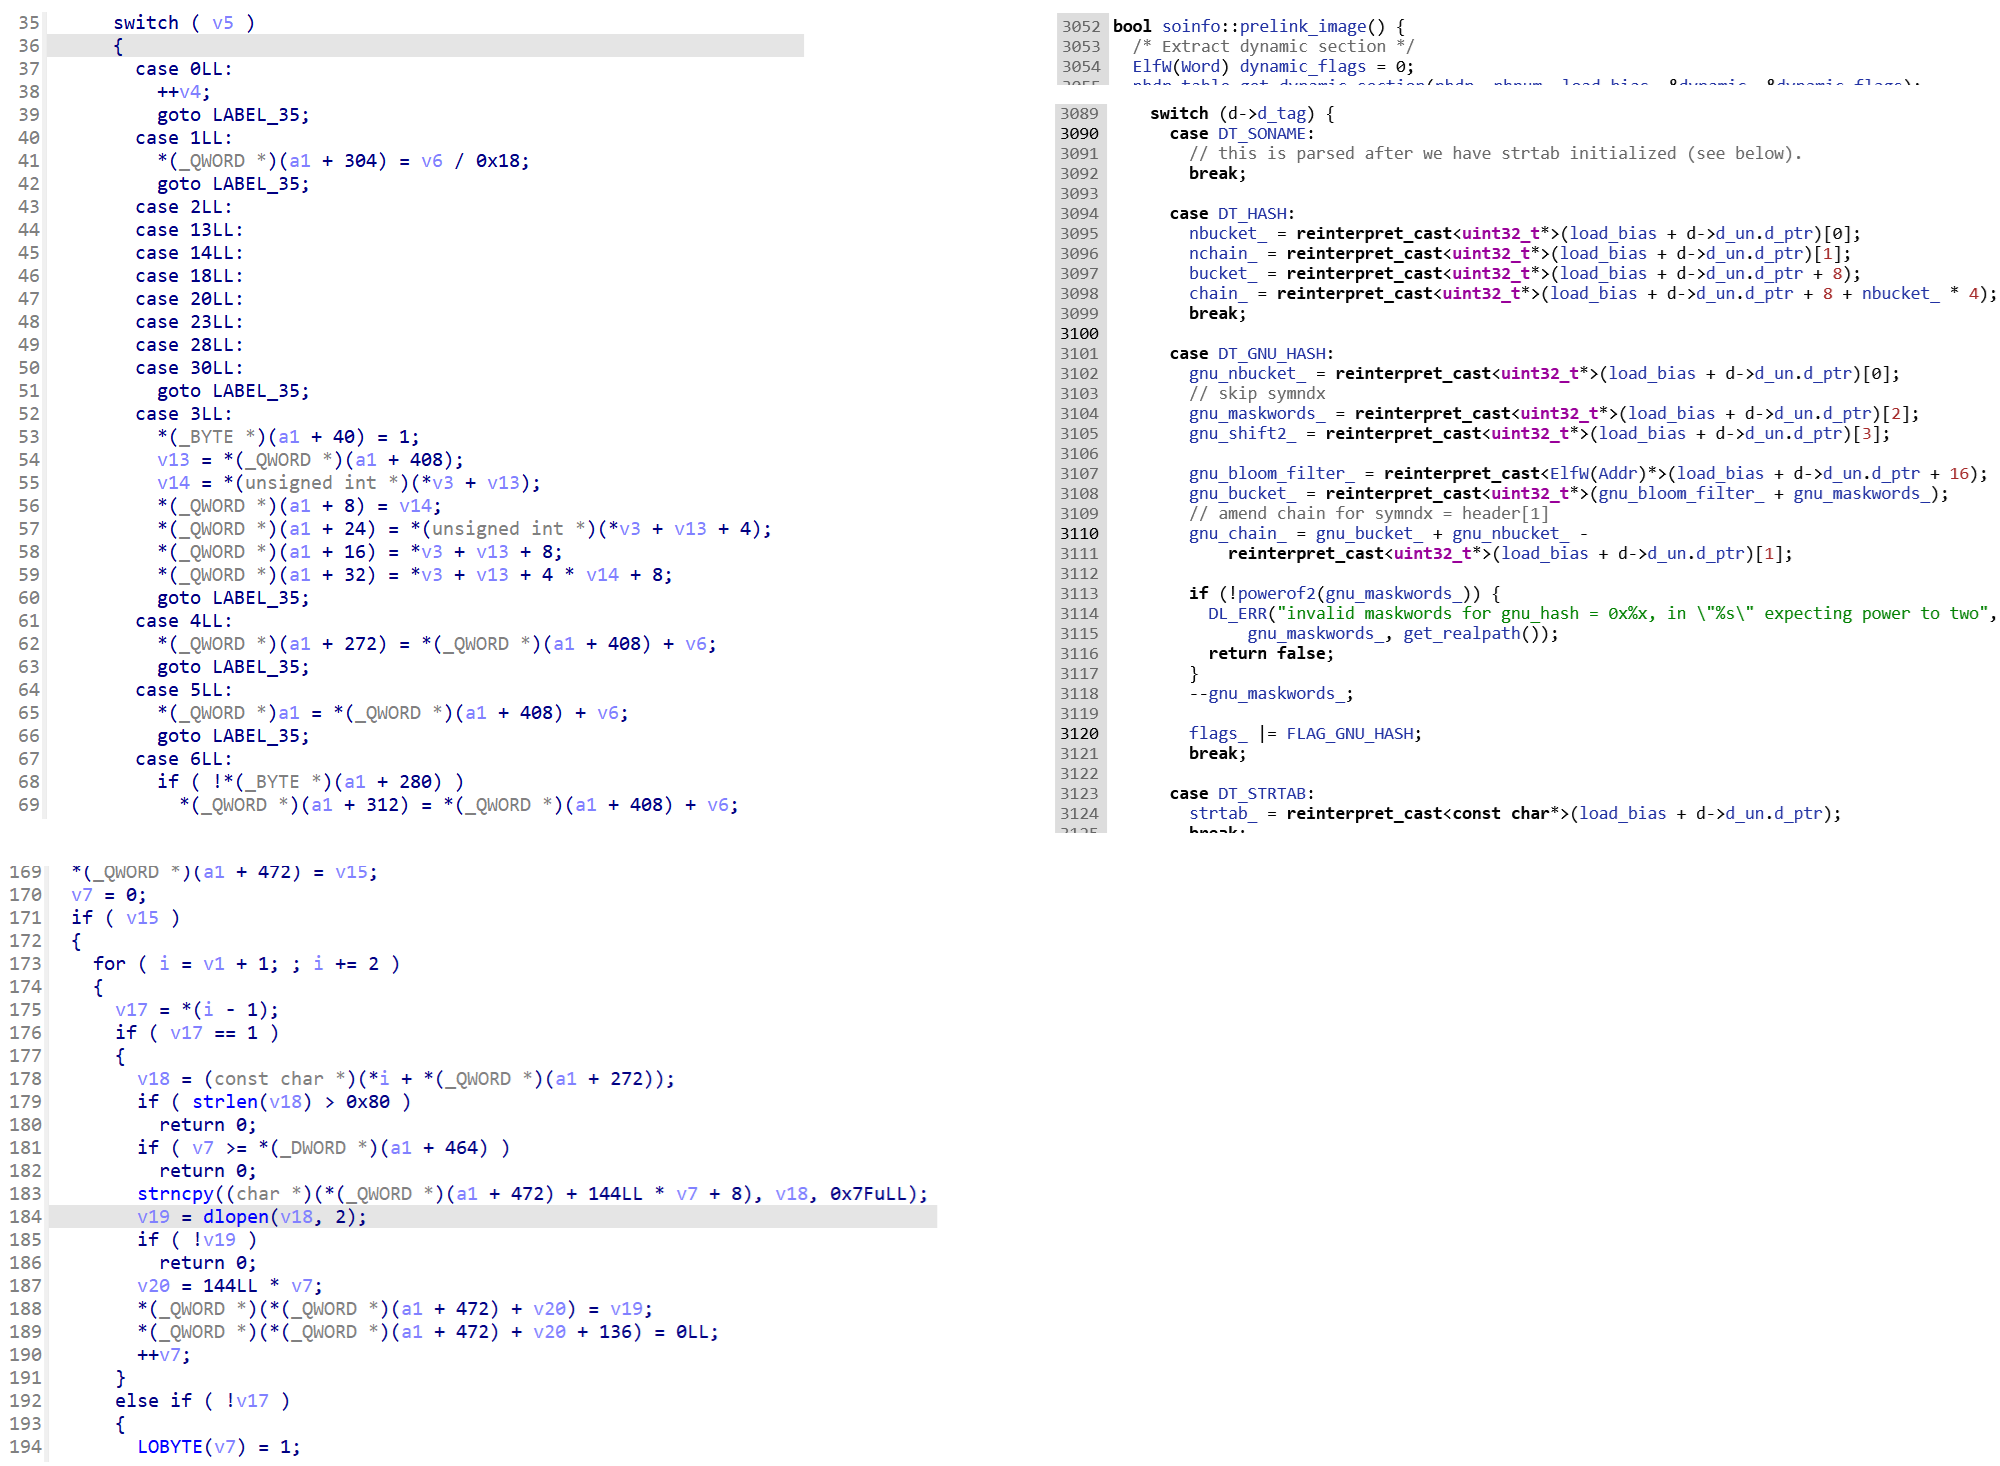 35 switch ( v5 )
36 {
37 case 0LL:
38 ++v4;
39 goto LABEL_35;
40 case 1LL:
41 *(_QWORD *)(a1 + 304) = v6 / 0x18;
42 goto LABEL_35;
43 case 2LL:
44 case 13LL:
45 case 14LL:
46 case 18LL:
47 case 20LL:
48 case 23LL:
49 case 28LL:
50 case 30LL:
51 goto LABEL_35;
52 case 3LL:
53 *(_BYTE *)(a1 + 40) = 1;
54 v13 = *(_QWORD *)(a1 + 408);
55 v14 = *(unsigned int *)(*v3 + v13);
56 *(_QWORD *)(a1 + 8) = v14;
57 *(_QWORD *)(a1 + 24) = *(unsigned int *)(*v3 + v13 + 4);
58 *(_QWORD *)(a1 + 16) = *v3 + v13 + 8;
59 *(_QWORD *)(a1 + 32) = *v3 + v13 + 4 * v14 + 8;
60 goto LABEL_35;
61 case 4LL:
62 *(_QWORD *)(a1 + 272) = *(_QWORD *)(a1 + 408) + v6;
63 goto LABEL_35;
64 case 5LL:
65 *(_QWORD *)a1 = *(_QWORD *)(a1 + 408) + v6;
66 goto LABEL_35;
67 case 6LL:
68 if ( !*(_BYTE *)(a1 + 280) )
69 *(_QWORD *)(a1 + 312) = *(_QWORD *)(a1 + 408) + v6;
169 *(_QWORD *)(a1 + 472) = v15;
170 v7 = 0;
171 if ( v15 )
172 {
173 for ( i = v1 + 1; ; i += 2 )
174 {
175 v17 = *(i - 1);
176 if ( v17 == 1 )
177 {
178 v18 = (const char *)(*i + *(_QWORD *)(a1 + 272));
179 if ( strlen(v18) > 0x80 )
180 return 0;
181 if ( v7 >= *(_DWORD *)(a1 + 464) )
182 return 0;
183 strncpy((char *)(*(_QWORD *)(a1 + 472) + 144LL * v7 + 8), v18, 0x7FuLL);
184 v19 = dlopen(v18, 2);
185 if ( !v19 )
186 return 0;
187 v20 = 144LL * v7;
188 *(_QWORD *)(*(_QWORD *)(a1 + 472) + v20) = v19;
189 *(_QWORD *)(*(_QWORD *)(a1 + 472) + v20 + 136) = 0LL;
190 ++v7;
191 }
192 else if ( !v17 )
193 {
194 LOBYTE(v7) = 1;
3052 bool soinfo::prelink_image() {
3053 /* Extract dynamic section */
3054 ElfW(Word) dynamic_flags = 0;
3089 switch (d->d_tag) {
3090 case DT_SONAME:
3091 // this is parsed after we have strtab initialized (see below).
3092 break;
3093
3094 case DT_HASH:
3095 nbucket_ = reinterpret_cast<uint32_t*>(load_bias + d->d_un.d_ptr)[0];
3096 nchain_ = reinterpret_cast<uint32_t*>(load_bias + d->d_un.d_ptr)[1];
3097 bucket_ = reinterpret_cast<uint32_t*>(load_bias + d->d_un.d_ptr + 8);
3098 chain_ = reinterpret_cast<uint32_t*>(load_bias + d->d_un.d_ptr + 8 + nbucket_ * 4);
3099 break;
3100
3101 case DT_GNU_HASH:
3102 gnu_nbucket_ = reinterpret_cast<uint32_t*>(load_bias + d->d_un.d_ptr)[0];
3103 // skip symndx
3104 gnu_maskwords_ = reinterpret_cast<uint32_t*>(load_bias + d->d_un.d_ptr)[2];
3105 gnu_shift2_ = reinterpret_cast<uint32_t*>(load_bias + d->d_un.d_ptr)[3];
3106
3107 gnu_bloom_filter_ = reinterpret_cast<ElfW(Addr)*>(load_bias + d->d_un.d_ptr + 16);
3108 gnu_bucket_ = reinterpret_cast<uint32_t*>(gnu_bloom_filter_ + gnu_maskwords_);
3109 // amend chain for symndx = header[1]
3110 gnu_chain_ = gnu_bucket_ + gnu_nbucket_ -
3111 reinterpret_cast<uint32_t*>(load_bias + d->d_un.d_ptr)[1];
3112
3113 if (!powerof2(gnu_maskwords_)) {
3114 DL_ERR("invalid maskwords for gnu_hash = 0x%x, in \"%s\" expecting power to two",
3115 gnu_maskwords_, get_realpath());
3116 return false;
3117 }
3118 --gnu_maskwords_;
3119
3120 flags_ |= FLAG_GNU_HASH;
3121 break;
3122
3123 case DT_STRTAB:
3124 strtab_ = reinterpret_cast<const char*>(load_bias + d->d_un.d_ptr);